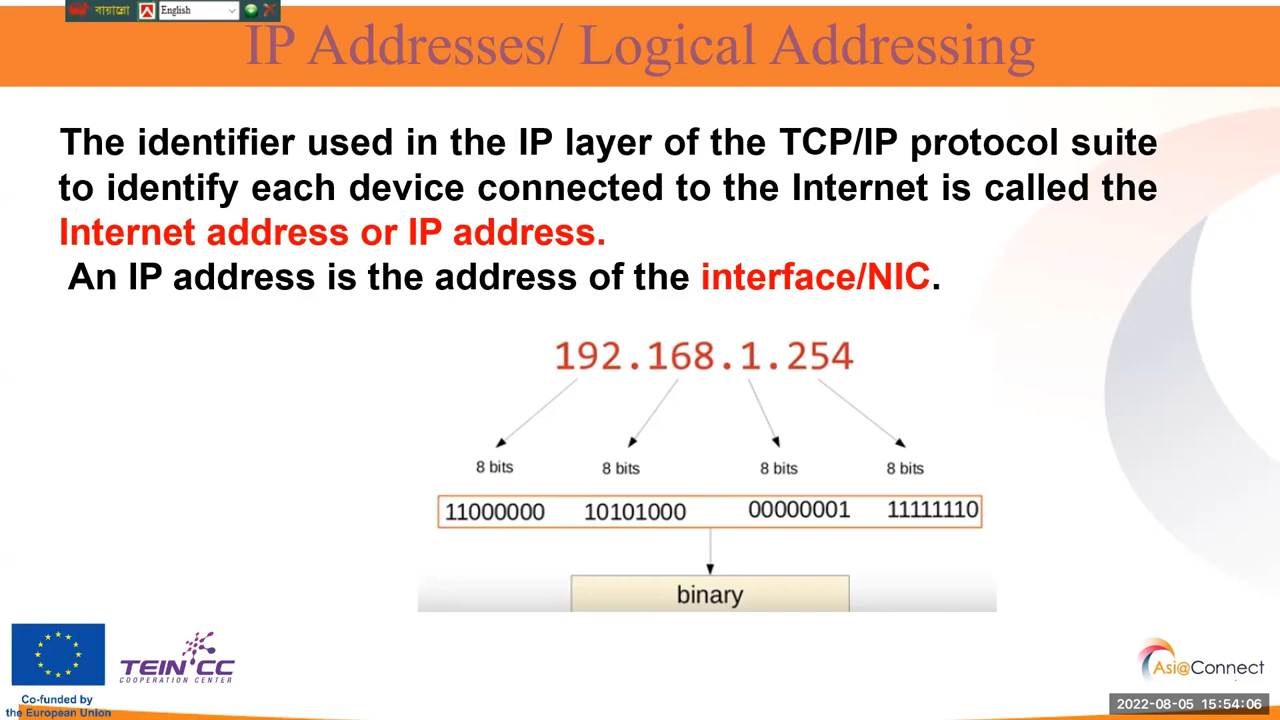 বায়ান্নো English
IP Addresses/ Logical Addressing
The identifier used in the IP layer of the TCP/IP protocol suite
to identify each device connected to the Internet is called the
Internet address or IP address.
An IP address is the address of the interface/NIC.
192.168.1.254
8 bits 8 bits 8 bits 8 bits
11000000 10101000 00000001 11111110
binary
TEIN*CC
COOPERATION CENTER
Asi@Connect
Co-funded by
the European Union
2022-08-05 15:54:06